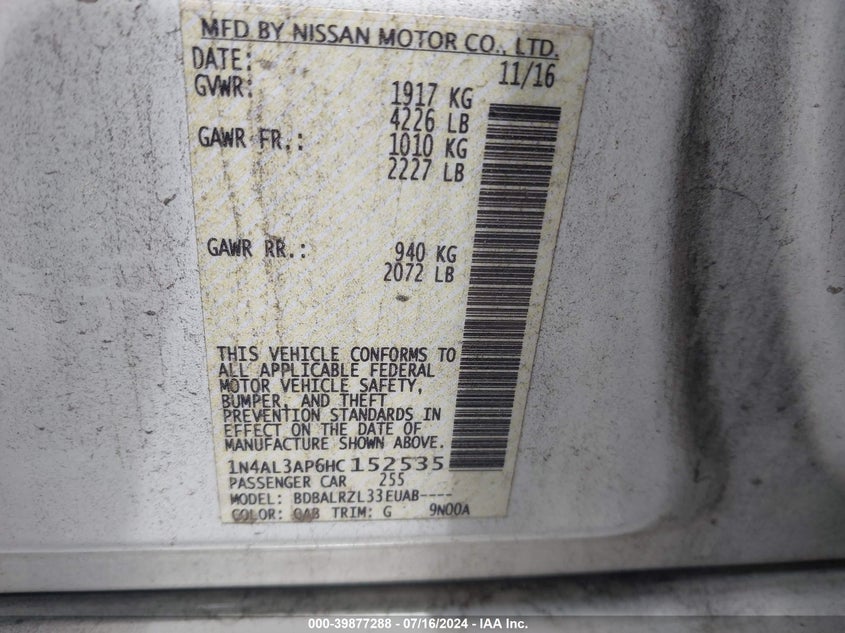 MFD BY NISSAN MOTOR CO., LTD.
DATE: 11/16
GVWR: 1917 KG
4226 LB
GAWR FR.: 1010 KG
2227 LB
GAWR RR.: 940 KG
2072 LB
THIS VEHICLE CONFORMS TO
ALL APPLICABLE FEDERAL
MOTOR VEHICLE SAFETY,
BUMPER, AND THEFT
PREVENTION STANDARDS IN
EFFECT ON THE DATE OF
MANUFACTURE SHOWN ABOVE.
1N4AL3AP6HC152535
PASSENGER CAR 255
MODEL: BDBALRZL33EUAB----
COLOR: QAB TRIM: G 9N00A
000-39877288 - 07/16/2024 - IAA Inc.